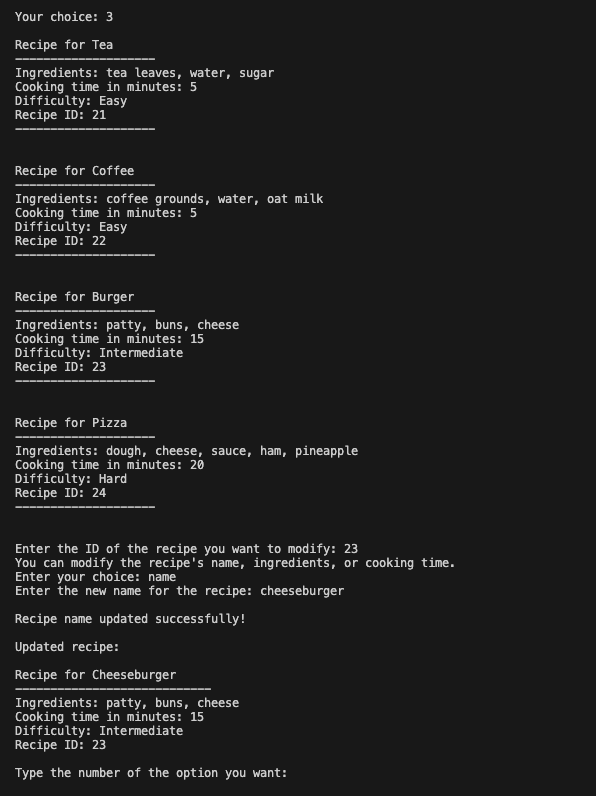 Your choice: 3
Recipe for Tea
--------------------
Ingredients: tea leaves, water, sugar
Cooking time in minutes: 5
Difficulty: Easy
Recipe ID: 21
--------------------
Recipe for Coffee
--------------------
Ingredients: coffee grounds, water, oat milk
Cooking time in minutes: 5
Difficulty: Easy
Recipe ID: 22
--------------------
Recipe for Burger
--------------------
Ingredients: patty, buns, cheese
Cooking time in minutes: 15
Difficulty: Intermediate
Recipe ID: 23
--------------------
Recipe for Pizza
--------------------
Ingredients: dough, cheese, sauce, ham, pineapple
Cooking time in minutes: 20
Difficulty: Hard
Recipe ID: 24
--------------------
Enter the ID of the recipe you want to modify: 23
You can modify the recipe's name, ingredients, or cooking time.
Enter your choice: name
Enter the new name for the recipe: cheeseburger
Recipe name updated successfully!
Updated recipe:
Recipe for Cheeseburger
----------------------------
Ingredients: patty, buns, cheese
Cooking time in minutes: 15
Difficulty: Intermediate
Recipe ID: 23
Type the number of the option you want: